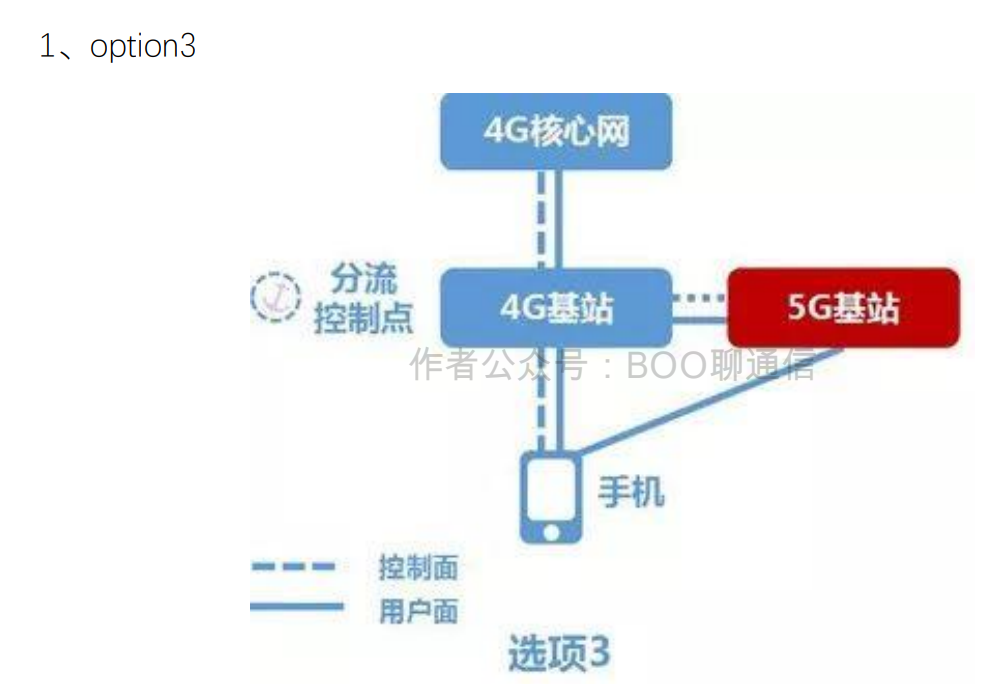 1、option3
4G核心网
分流
控制点
4G基站
5G基站
作者公众号：BOO聊通信
手机
控制面
用户面
选项3